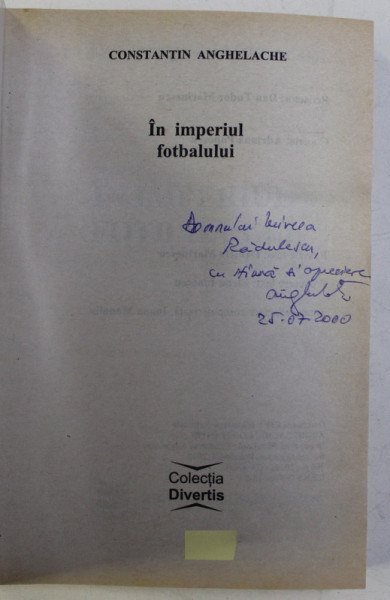 CONSTANTIN ANGHELACHE
În imperiul
fotbalului
Domnului Mircea
Rădulescu,
cu stimă și apreciere
25.07.2000
Colecția
Divertis